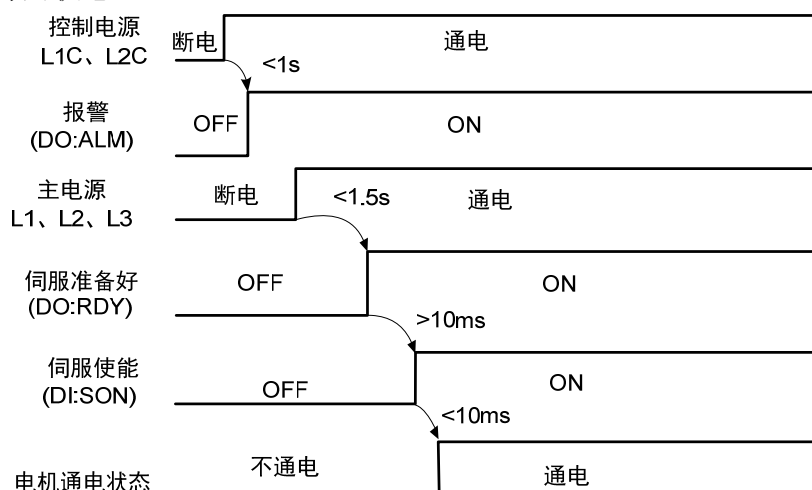 控制电源
L1C、L2C
断电
通电
<1s
报警
(DO:ALM)
OFF
ON
主电源
L1、L2、L3
断电
<1.5s
通电
伺服准备好
(DO:RDY)
OFF
ON
>10ms
伺服使能
(DI:SON)
OFF
ON
<10ms
电机通电状态
不通电
通电